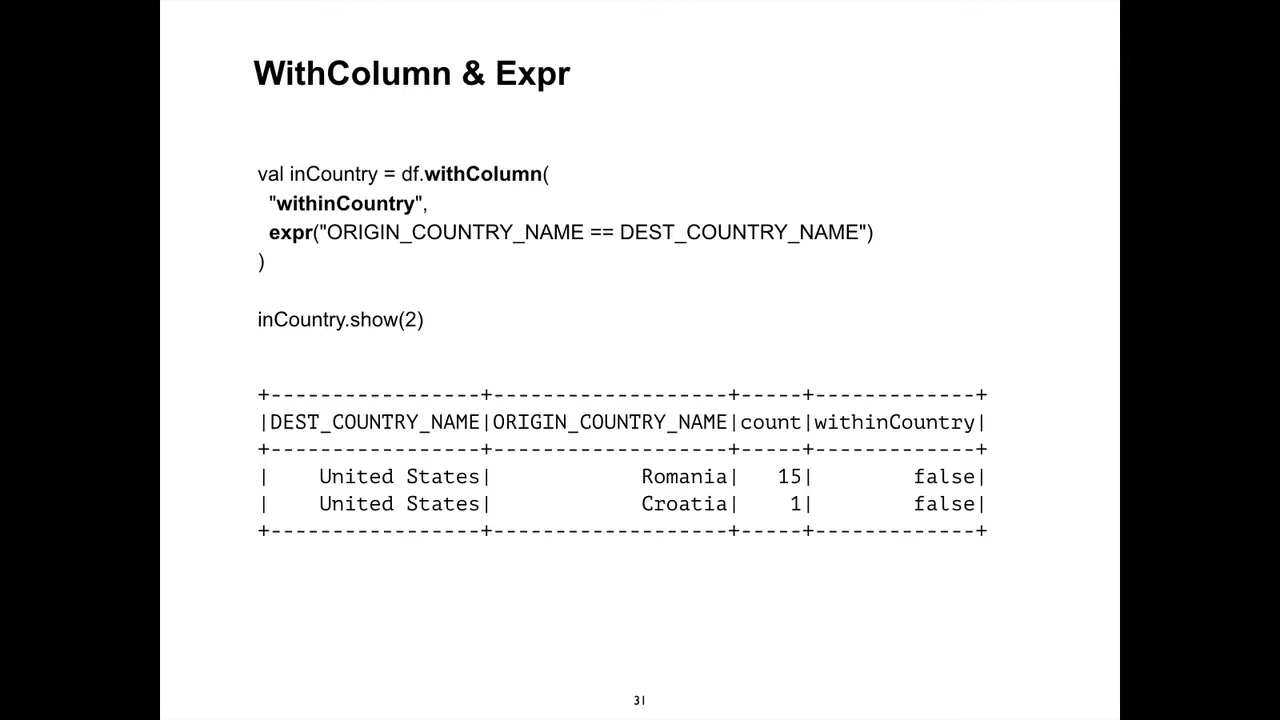 WithColumn & Expr
val inCountry = df.withColumn(
"withinCountry",
expr("ORIGIN_COUNTRY_NAME == DEST_COUNTRY_NAME")
)
inCountry.show(2)
+-----------------+-------------------+-----+-------------+
|DEST_COUNTRY_NAME|ORIGIN_COUNTRY_NAME|count|withinCountry|
+-----------------+-------------------+-----+-------------+
|    United States|            Romania|   15|        false|
|    United States|            Croatia|    1|        false|
+-----------------+-------------------+-----+-------------+
31